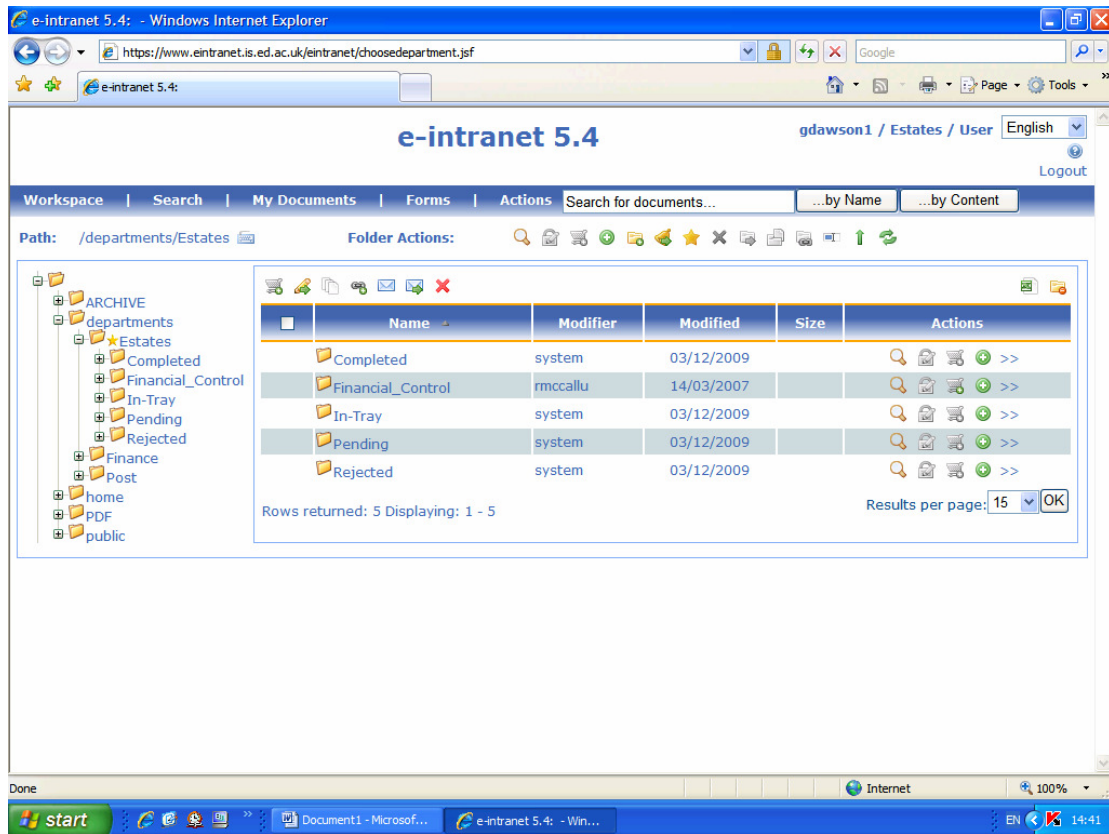 e-intranet 5.4: - Windows Internet Explorer
https://www.eintranet.is.ed.ac.uk/eintranet/choosedepartment.jsf
Google
e-intranet 5.4:
Page
Tools
»
e-intranet 5.4
gdawson1 / Estates / User
English
Logout
Workspace | Search | My Documents | Forms | Actions
Search for documents...
...by Name
...by Content
Path: /departments/Estates
Folder Actions:
ARCHIVE
departments
Estates
Completed
Financial_Control
In-Tray
Pending
Rejected
Finance
Post
home
PDF
public
Name Modifier Modified Size Actions
Completed system 03/12/2009 >>
Financial_Control rmccallu 14/03/2007 >>
In-Tray system 03/12/2009 >>
Pending system 03/12/2009 >>
Rejected system 03/12/2009 >>
Rows returned: 5 Displaying: 1 - 5
Results per page: 15 OK
Done
Internet
100%
start
»
Document1 - Microsof...
e-intranet 5.4: - Win...
EN
14:41